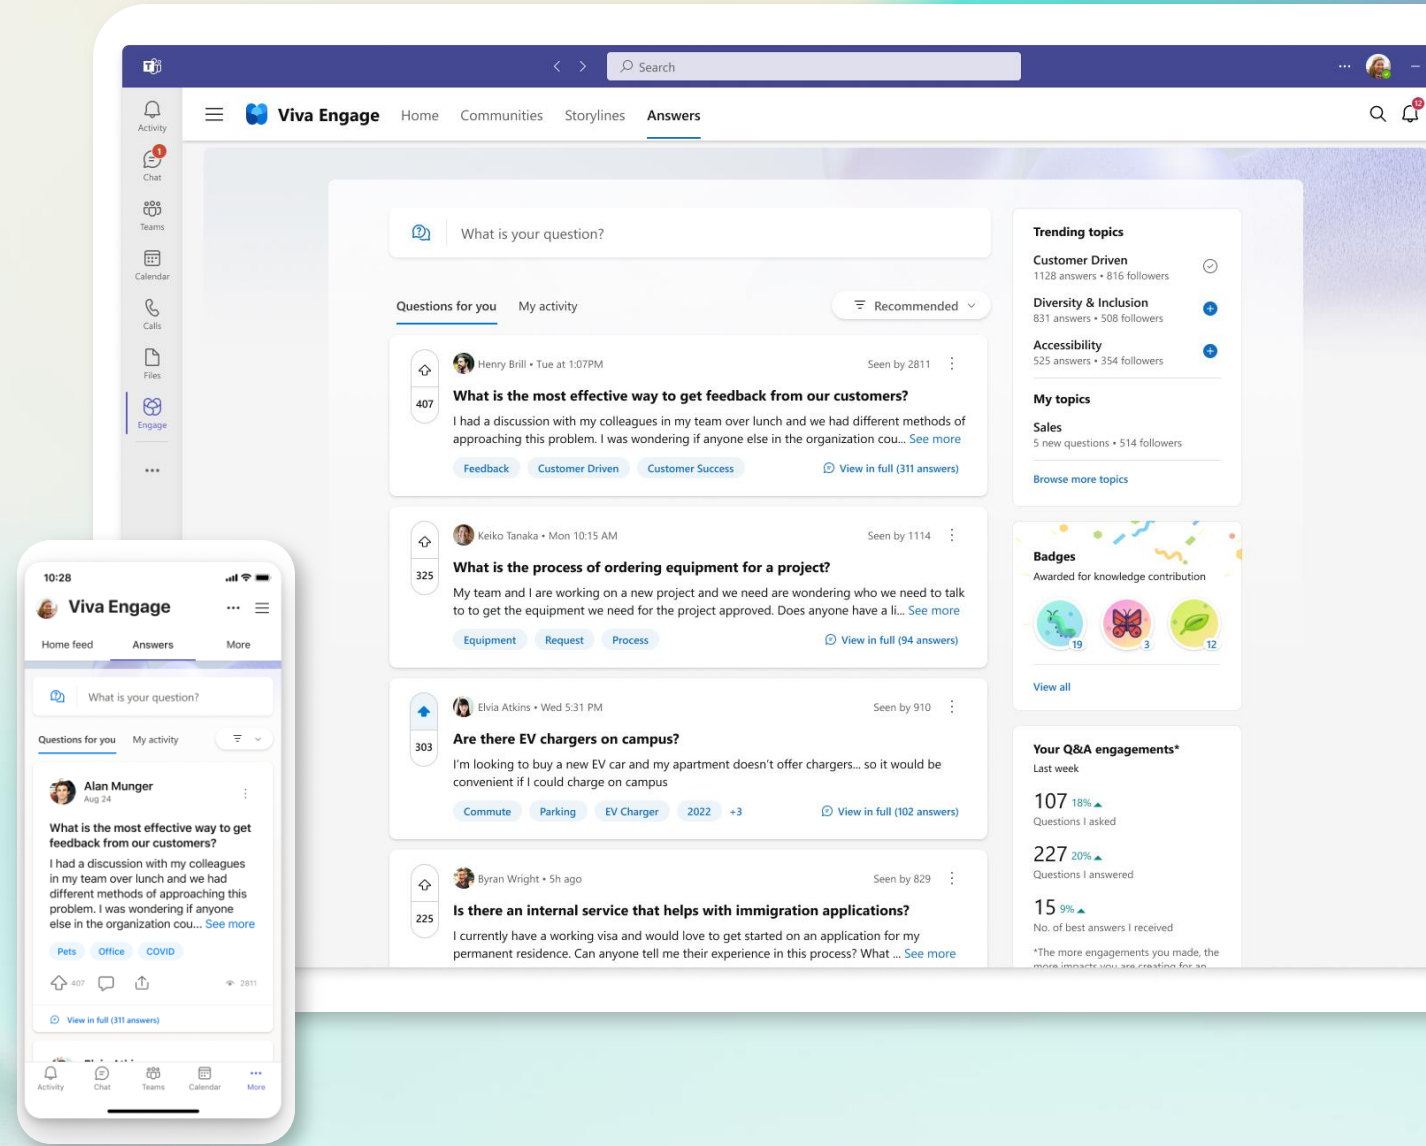 Search
Activity
1
Chat
Teams
Calendar
Calls
Files
Engage
Viva Engage Home Communities Storylines Answers
12
What is your question?
Questions for you My activity Recommended
Henry Brill • Tue at 1:07PM Seen by 2811
407
What is the most effective way to get feedback from our customers?
I had a discussion with my colleagues in my team over lunch and we had different methods of
approaching this problem. I was wondering if anyone else in the organization cou... See more
Feedback Customer Driven Customer Success View in full (311 answers)
Keiko Tanaka • Mon 10:15 AM Seen by 1114
325
What is the process of ordering equipment for a project?
My team and I are working on a new project and we need are wondering who we need to talk
to to get the equipment we need for the project approved. Does anyone have a li... See more
Equipment Request Process View in full (94 answers)
Elvia Atkins • Wed 5:31 PM Seen by 910
303
Are there EV chargers on campus?
I'm looking to buy a new EV car and my apartment doesn't offer chargers... so it would be
convenient if I could charge on campus
Commute Parking EV Charger 2022 +3 View in full (102 answers)
Byran Wright • 5h ago Seen by 829
225
Is there an internal service that helps with immigration applications?
I currently have a working visa and would love to get started on an application for my
permanent residence. Can anyone tell me their experience in this process? What ... See more
Trending topics
Customer Driven
1128 answers • 816 followers
Diversity & Inclusion
831 answers • 508 followers
Accessibility
525 answers • 354 followers
My topics
Sales
5 new questions • 514 followers
Browse more topics
Badges
Awarded for knowledge contribution
19 3 12
View all
Your Q&A engagements*
Last week
107 18%
Questions I asked
227 20%
Questions I answered
15 9%
No. of best answers I received
*The more engagements you made, the
more impacts you are creating for an
10:28
Viva Engage
Home feed Answers More
What is your question?
Questions for you My activity
Alan Munger
Aug 24
What is the most effective way to get
feedback from our customers?
I had a discussion with my colleagues
in my team over lunch and we had
different methods of approaching this
problem. I was wondering if anyone
else in the organization cou... See more
Pets Office COVID
407 2811
View in full (311 answers)
Activity Chat Teams Calendar More